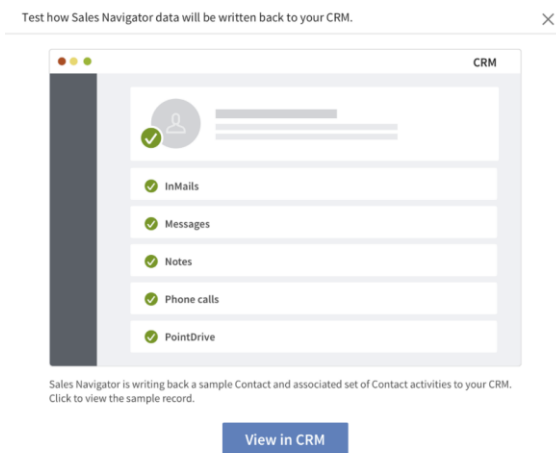 Test how Sales Navigator data will be written back to your CRM.
CRM
InMails
Messages
Notes
Phone calls
PointDrive
Sales Navigator is writing back a sample Contact and associated set of Contact activities to your CRM.
Click to view the sample record.
View in CRM